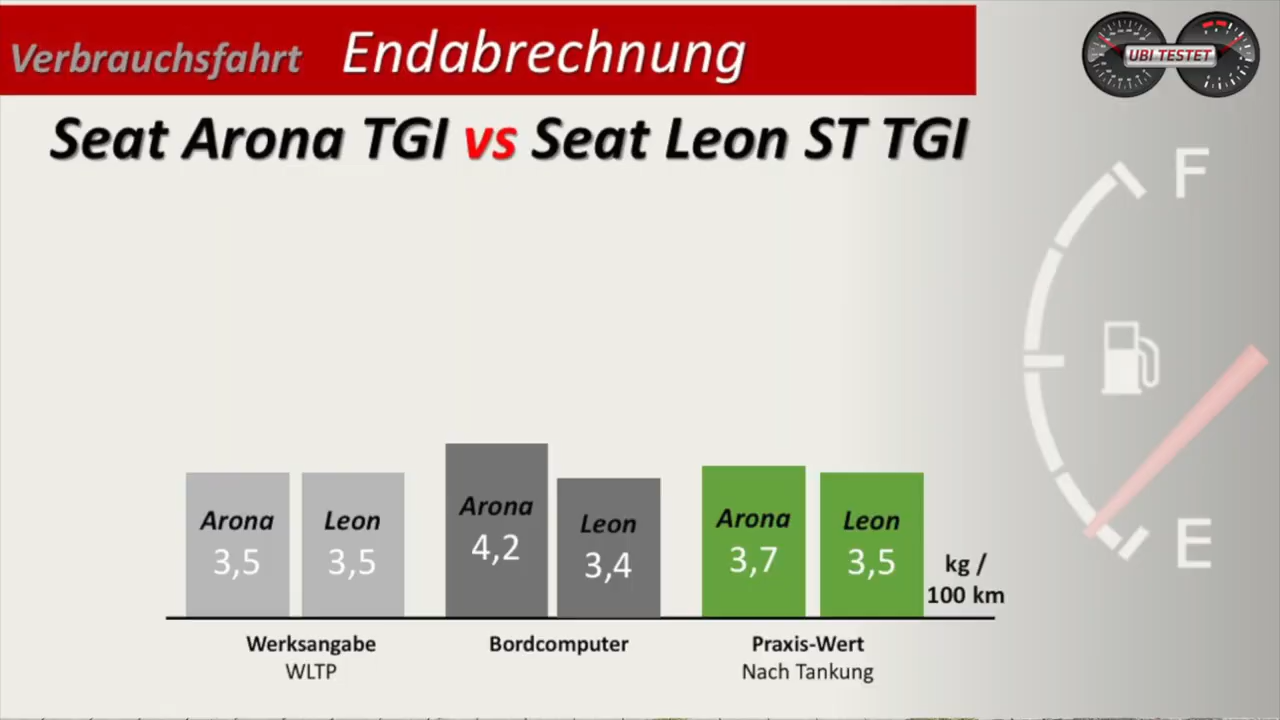 Verbrauchsfahrt Endabrechnung
UBI TESTET
Seat Arona TGI vs Seat Leon ST TGI
F
E
Arona
3,5
Leon
3,5
Arona
4,2
Leon
3,4
Arona
3,7
Leon
3,5
kg /
100 km
Werksangabe
WLTP
Bordcomputer
Praxis-Wert
Nach Tankung